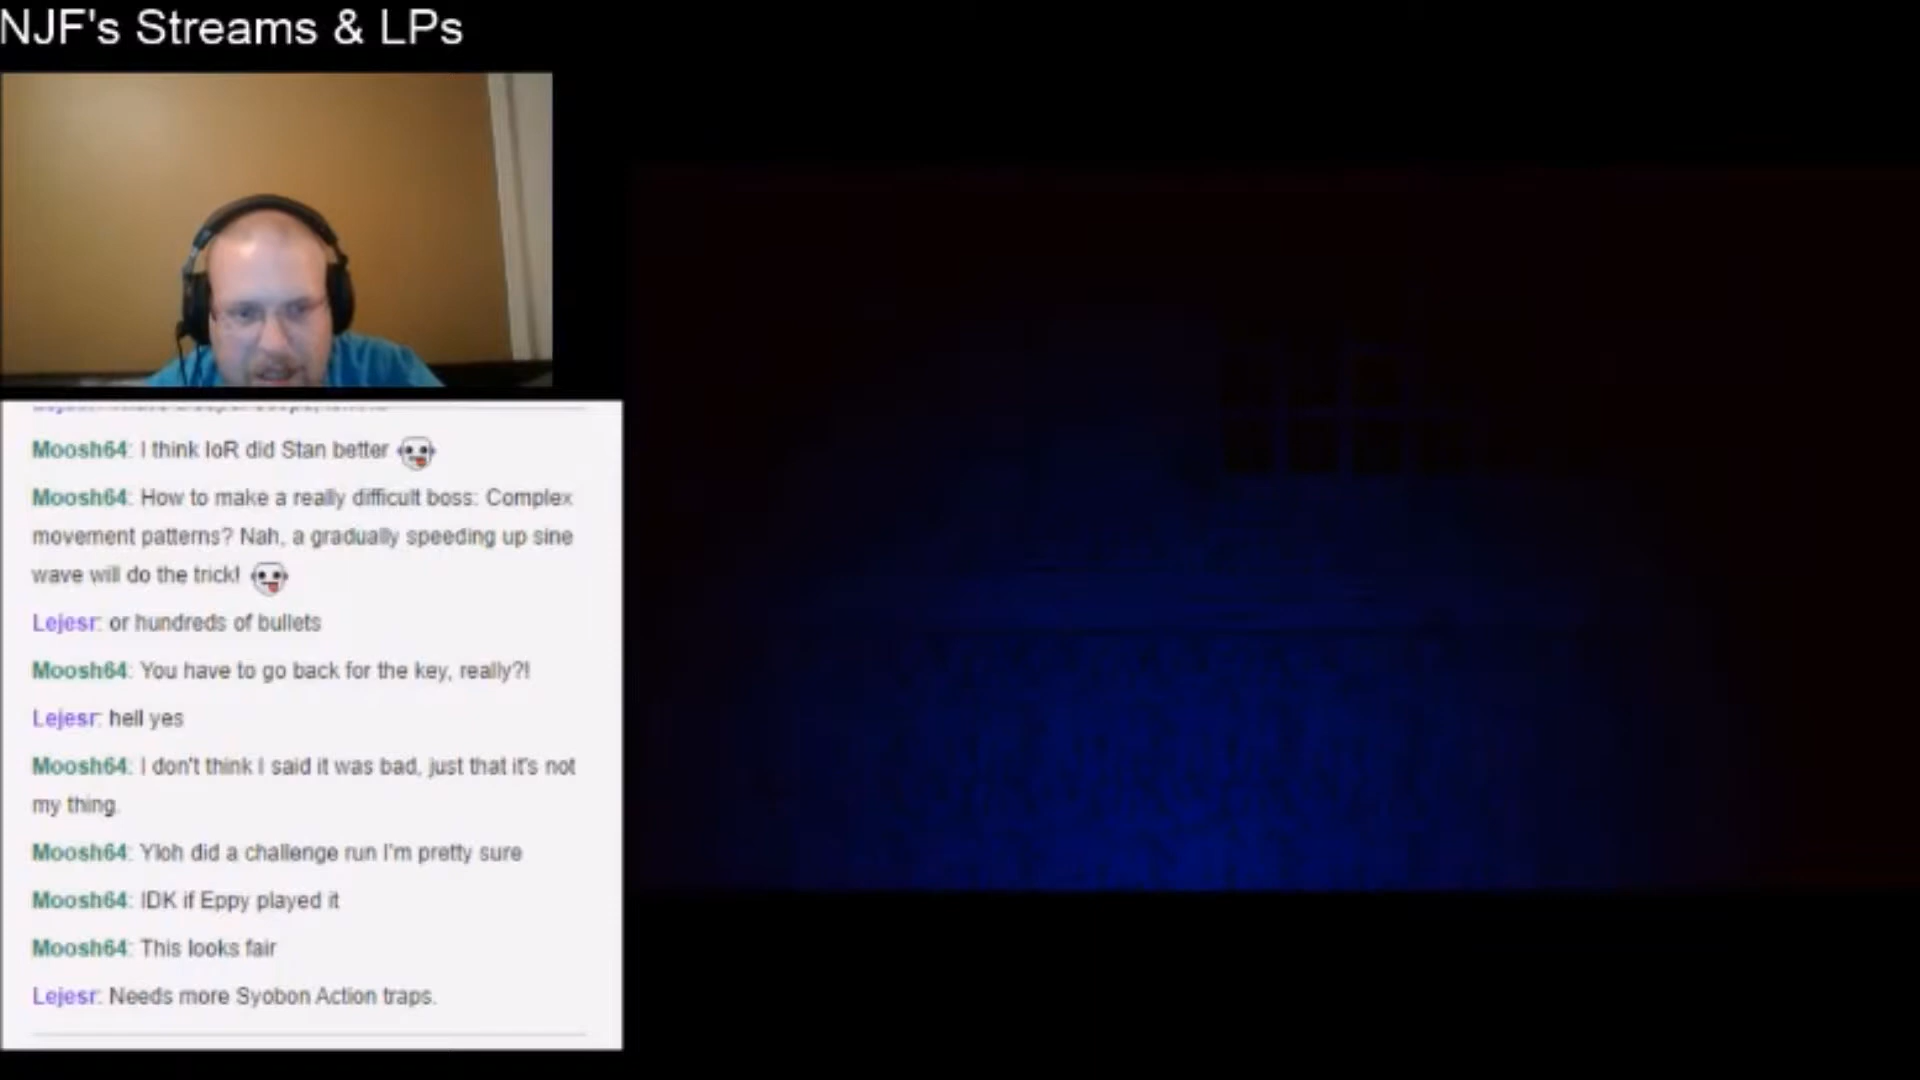 NJF's Streams & LPs
Moosh64: I think IoR did Stan better
Moosh64: How to make a really difficult boss: Complex
movement patterns? Nah, a gradually speeding up sine
wave will do the trick!
Lejesr: or hundreds of bullets
Moosh64: You have to go back for the key, really?!
Lejesr: hell yes
Moosh64: I don't think I said it was bad, just that it's not
my thing.
Moosh64: Yloh did a challenge run I'm pretty sure
Moosh64: IDK if Eppy played it
Moosh64: This looks fair
Lejesr: Needs more Syobon Action traps.